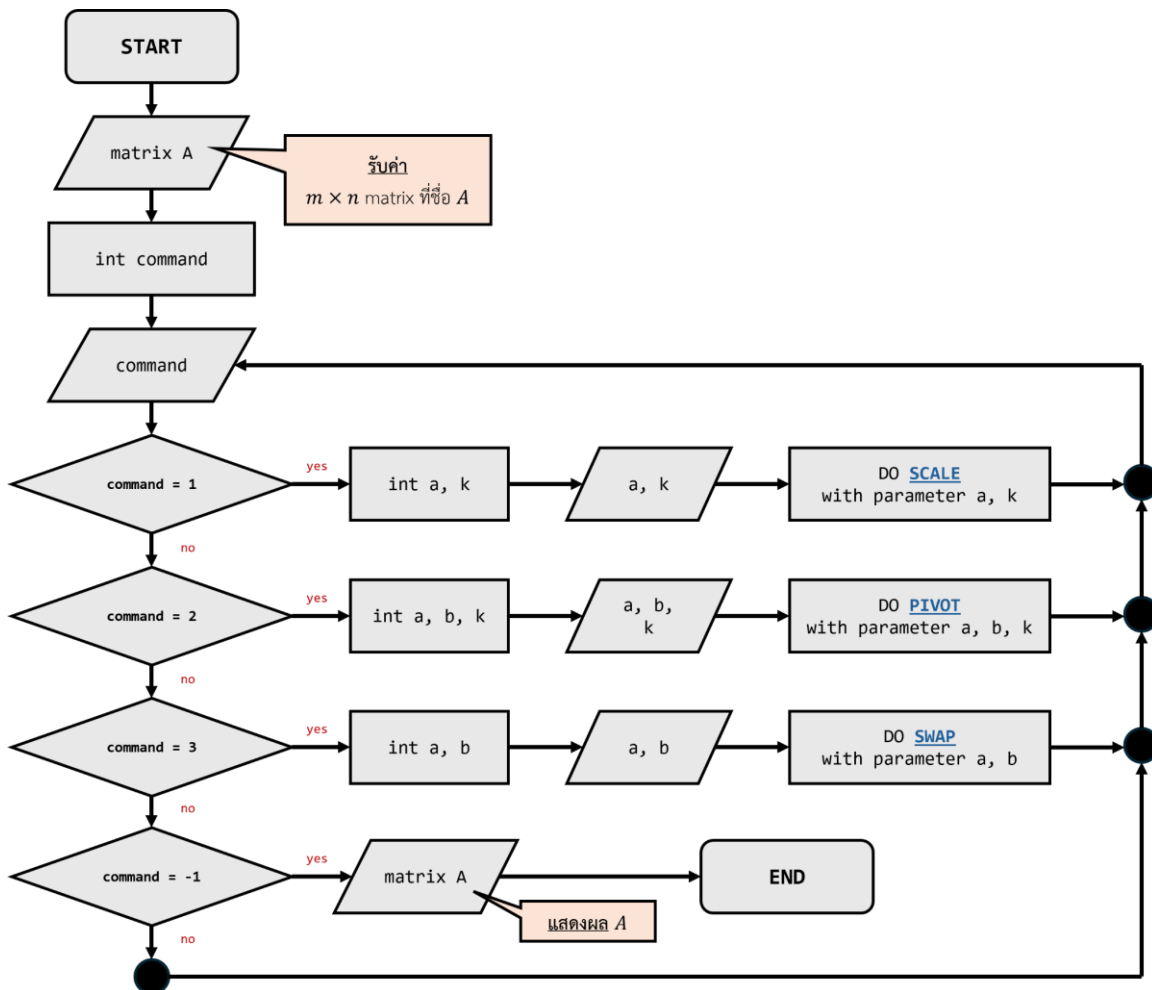 START
matrix A
รับค่า
m × n matrix ที่ชื่อ A
int command
command
command = 1
yes
int a, k
a, k
DO SCALE
with parameter a, k
no
command = 2
yes
int a, b, k
a, b,
k
DO PIVOT
with parameter a, b, k
no
command = 3
yes
int a, b
a, b
DO SWAP
with parameter a, b
no
command = -1
yes
matrix A
END
แสดงผล A
no